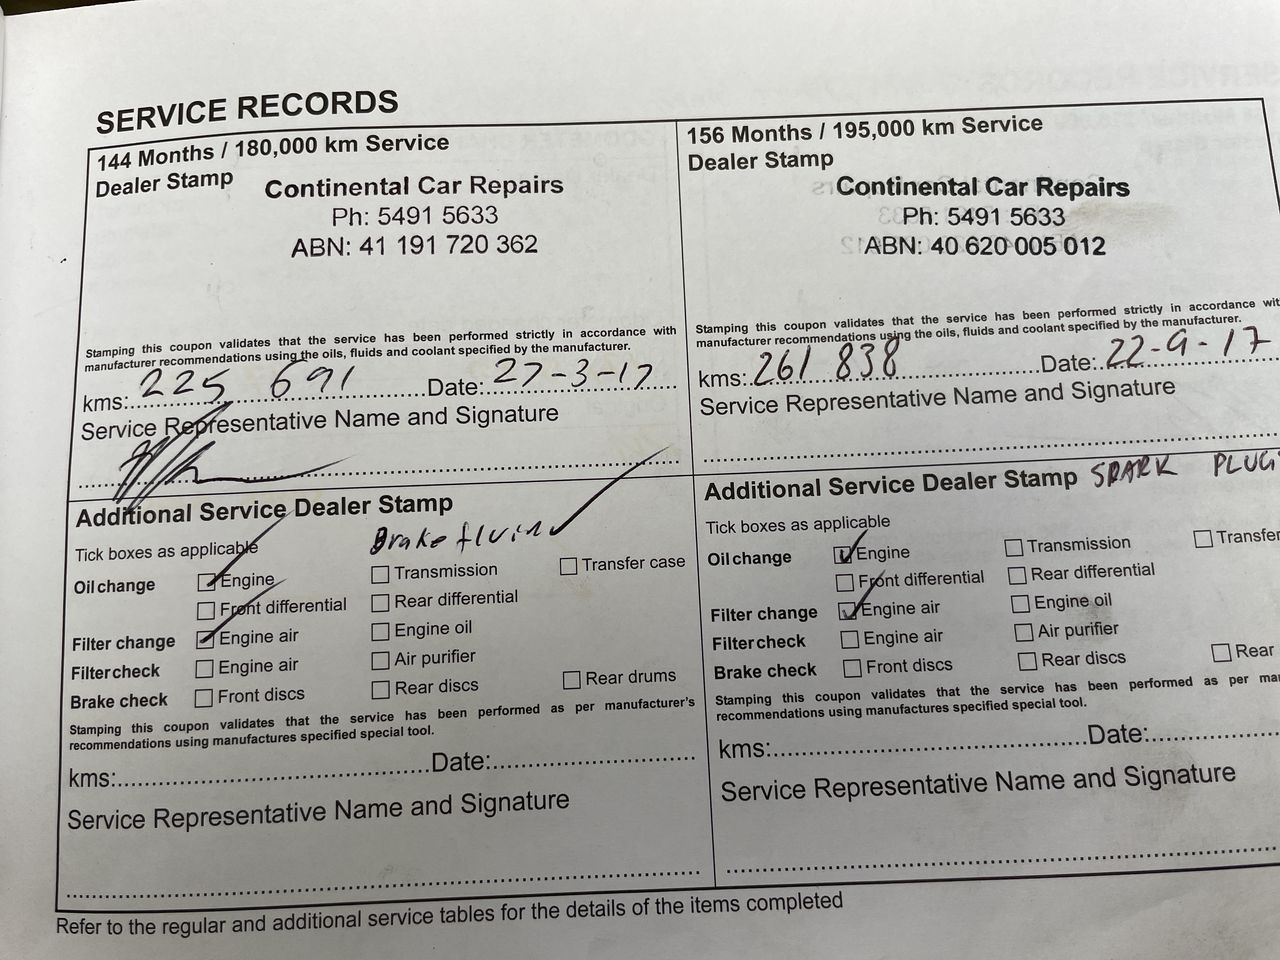 SERVICE RECORDS
144 Months / 180,000 km Service
Dealer Stamp
Continental Car Repairs
Ph: 5491 5633
ABN: 41 191 720 362
Stamping this coupon validates that the service has been performed strictly in accordance with
manufacturer recommendations using the oils, fluids and coolant specified by the manufacturer.
kms: 225 691 Date: 27-3-17
Service Representative Name and Signature
Additional Service Dealer Stamp
Brake fluid
Tick boxes as applicable
Oil change Engine Transmission Transfer case
Front differential Rear differential
Filter change Engine air Engine oil
Filter check Engine air Air purifier
Brake check Front discs Rear discs Rear drums
Stamping this coupon validates that the service has been performed as per manufacturer's
recommendations using manufactures specified special tool.
kms: Date:
Service Representative Name and Signature
156 Months / 195,000 km Service
Dealer Stamp
Continental Car Repairs
Ph: 5491 5633
ABN: 40 620 005 012
Stamping this coupon validates that the service has been performed strictly in accordance wit
manufacturer recommendations using the oils, fluids and coolant specified by the manufacturer.
kms: 261 838 Date: 22-9-17
Service Representative Name and Signature
Additional Service Dealer Stamp SPARK PLUG
Tick boxes as applicable
Oil change Engine Transmission Transfer
Front differential Rear differential
Filter change Engine air Engine oil
Filter check Engine air Air purifier
Brake check Front discs Rear discs Rear
Stamping this coupon validates that the service has been performed as per ma
recommendations using manufactures specified special tool.
kms: Date:
Service Representative Name and Signature
Refer to the regular and additional service tables for the details of the items completed